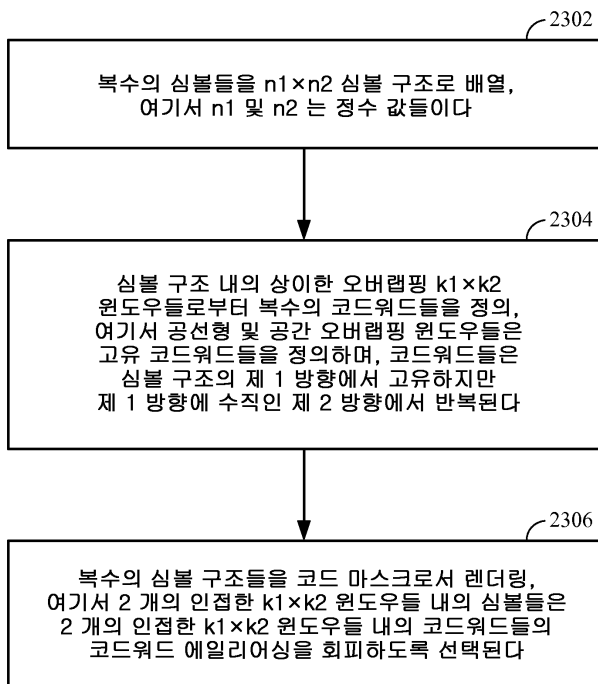 2302
복수의 심볼들을 n1×n2 심볼 구조로 배열,
여기서 n1 및 n2 는 정수 값들이다
2304
심볼 구조 내의 상이한 오버랩핑 k1×k2
윈도우들로부터 복수의 코드워드들을 정의,
여기서 공선형 및 공간 오버랩핑 윈도우들은
고유 코드워드들을 정의하며, 코드워드들은
심볼 구조의 제 1 방향에서 고유하지만
제 1 방향에 수직인 제 2 방향에서 반복된다
2306
복수의 심볼 구조들을 코드 마스크로서 렌더링,
여기서 2 개의 인접한 k1×k2 윈도우들 내의 심볼들은
2 개의 인접한 k1×k2 윈도우들 내의 코드워드들의
코드워드 에일리어싱을 회피하도록 선택된다